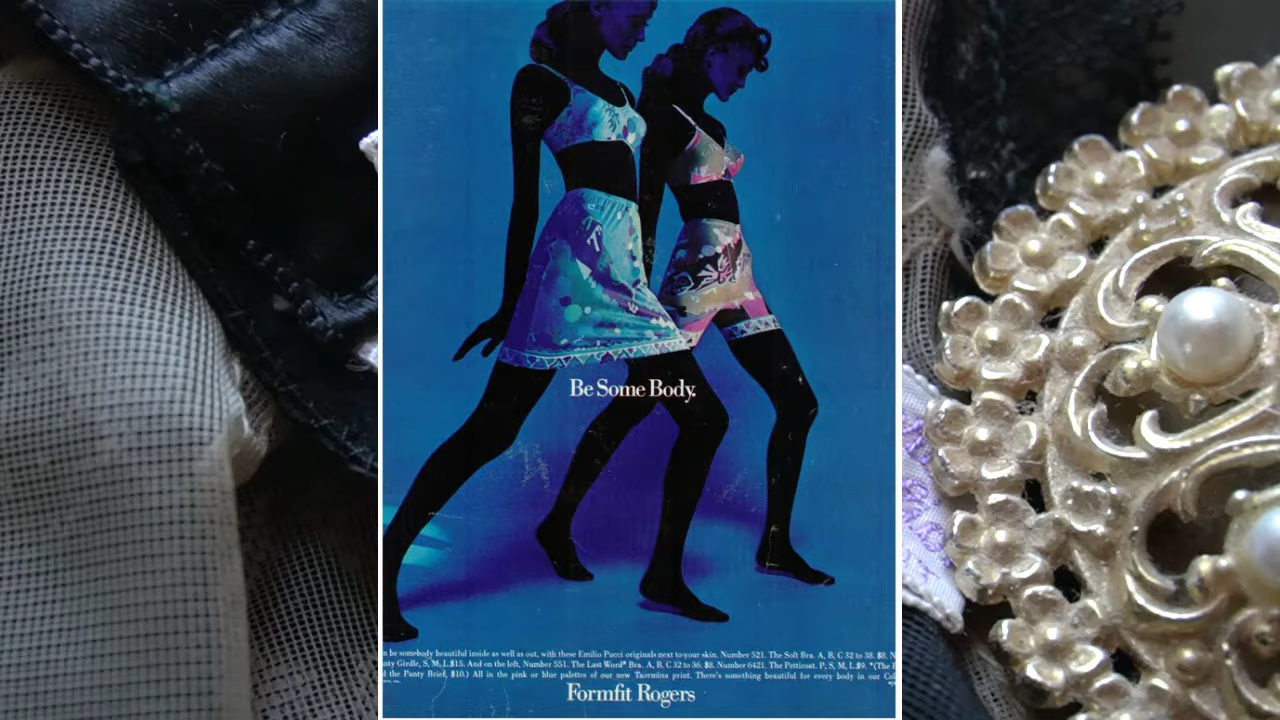 Be Some Body.
n be somebody beautiful inside as well as out, with these Emilio Pucci originals next to your skin. Number 521. The Soft Bra. A, B, C 32 to 38. $8. N
nty Girdle, S, M, L.$15. And on the left, Number 551. The Last Word* Bra. A, B, C 32 to 36. $8. Number 6421. The Petticoat. P, S, M, L.$9. *(The B
f the Panty Brief, $10.) All in the pink or blue palettes of our new Taormina print. There's something beautiful for every body in our Col
Formfit Rogers